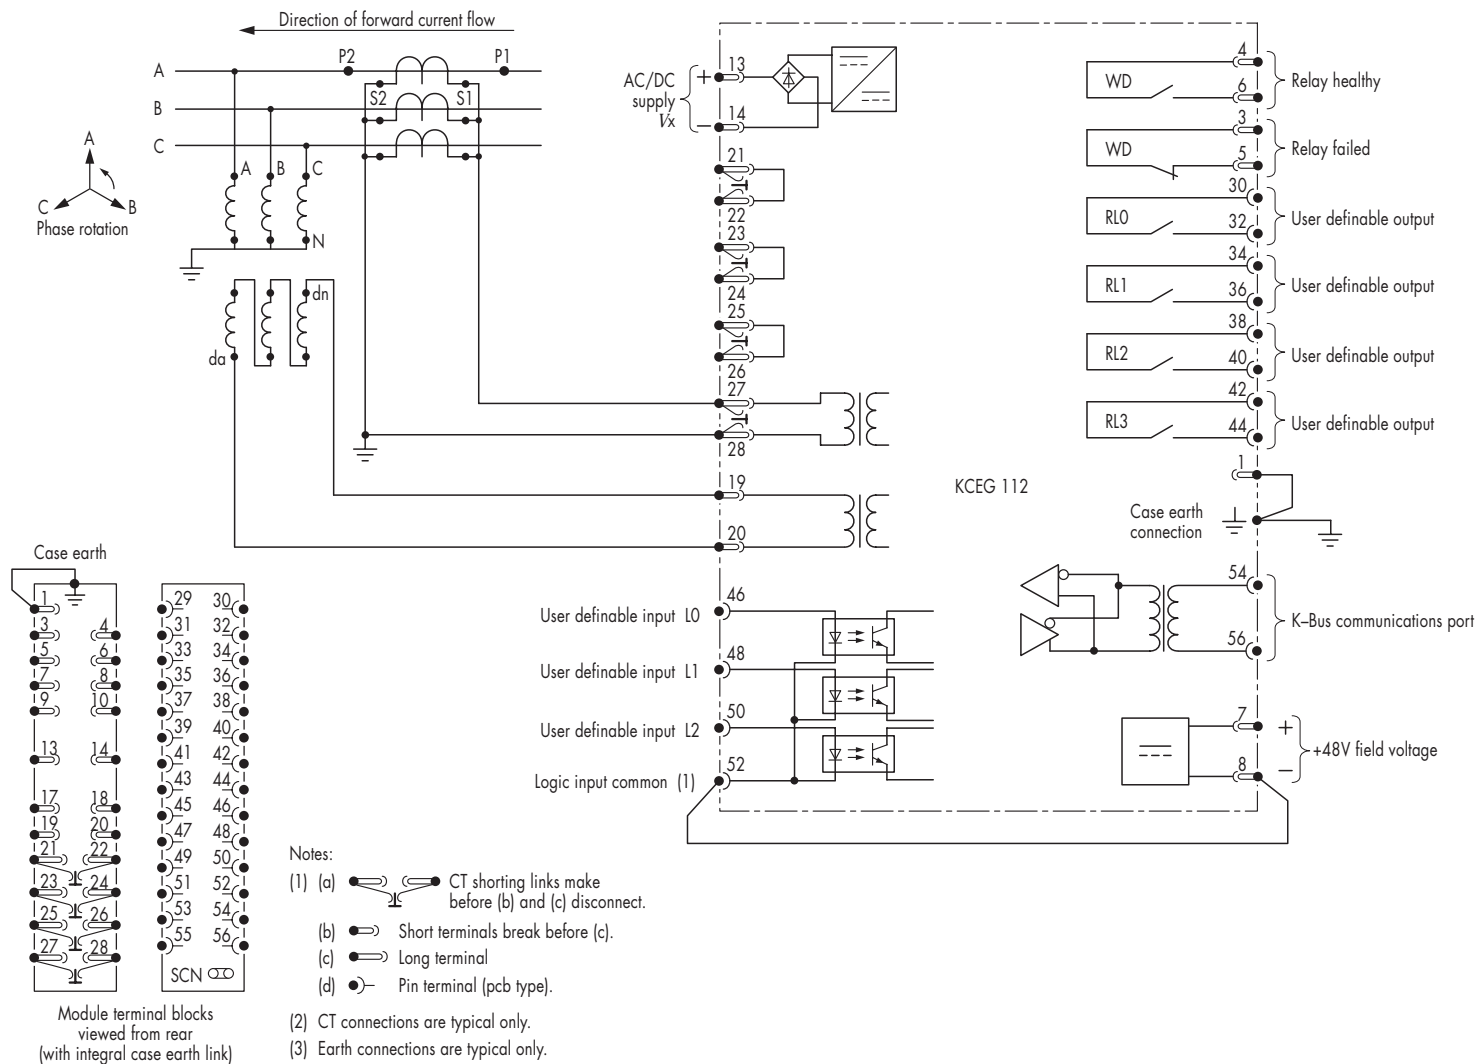 Direction of forward current flow
P2
P1
A
S2
S1
B
C
A
B
C
A
C
B
Phase rotation
N
dn
da
AC/DC
supply
Vx
+
−
13
14
21
22
23
24
25
26
27
28
19
20
KCEG 112
WD
4
6
Relay healthy
WD
3
5
Relay failed
RL0
30
32
User definable output
RL1
34
36
User definable output
RL2
38
40
User definable output
RL3
42
44
User definable output
1
Case earth
connection
54
56
K–Bus communications port
7
+
8
−
+48V field voltage
User definable input L0
46
User definable input L1
48
User definable input L2
50
Logic input common (1)
52
Case earth
1
3 4
5 6
7 8
9 10
13 14
17 18
19 20
21 22
23 24
25 26
27 28
29 30
31 32
33 34
35 36
37 38
39 40
41 42
43 44
45 46
47 48
49 50
51 52
53 54
55 56
SCN
Module terminal blocks
viewed from rear
(with integral case earth link)
Notes:
(1) (a) CT shorting links make
before (b) and (c) disconnect.
(b) Short terminals break before (c).
(c) Long terminal
(d) Pin terminal (pcb type).
(2) CT connections are typical only.
(3) Earth connections are typical only.